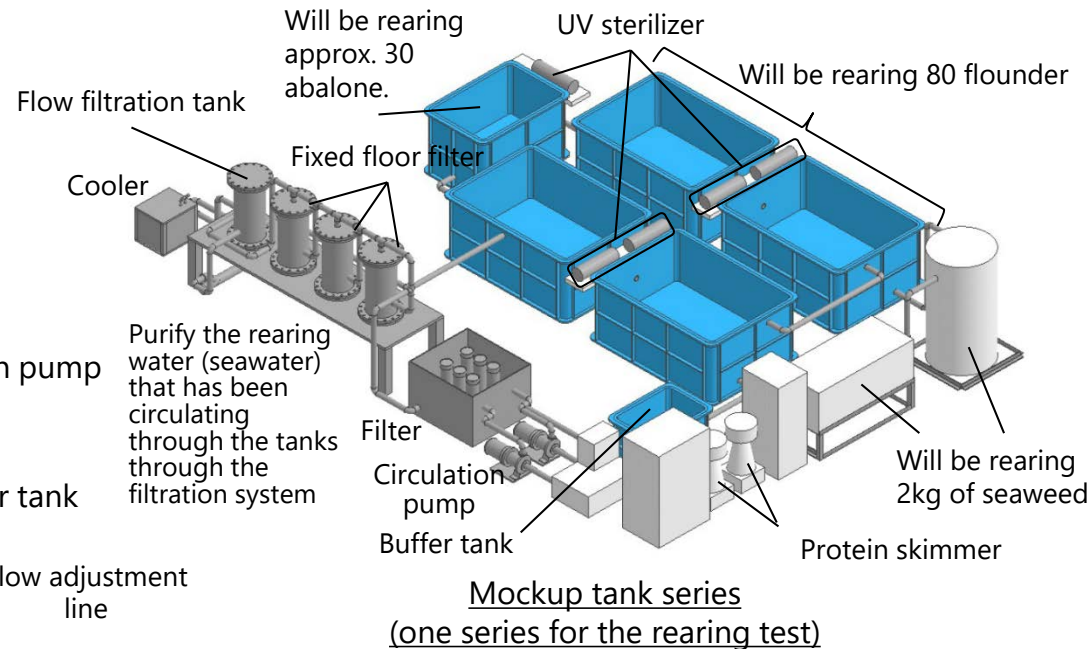 Will be rearing
approx. 30
abalone.
UV sterilizer
Will be rearing 80 flounder
Flow filtration tank
Fixed floor filter
Cooler
pump
Purify the rearing
water (seawater)
that has been
circulating
through the tanks
through the
filtration system
Filter
Circulation
pump
tank
Buffer tank
Will be rearing
2kg of seaweed
Protein skimmer
adjustment
line
Mockup tank series
(one series for the rearing test)